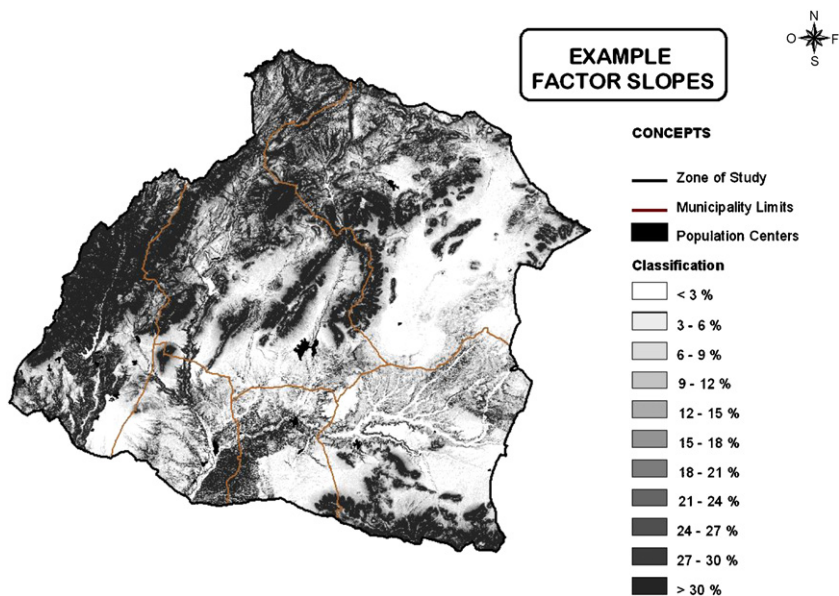 N
O F
S
EXAMPLE
FACTOR SLOPES
CONCEPTS
Zone of Study
Municipality Limits
Population Centers
Classification
< 3 %
3 - 6 %
6 - 9 %
9 - 12 %
12 - 15 %
15 - 18 %
18 - 21 %
21 - 24 %
24 - 27 %
27 - 30 %
> 30 %